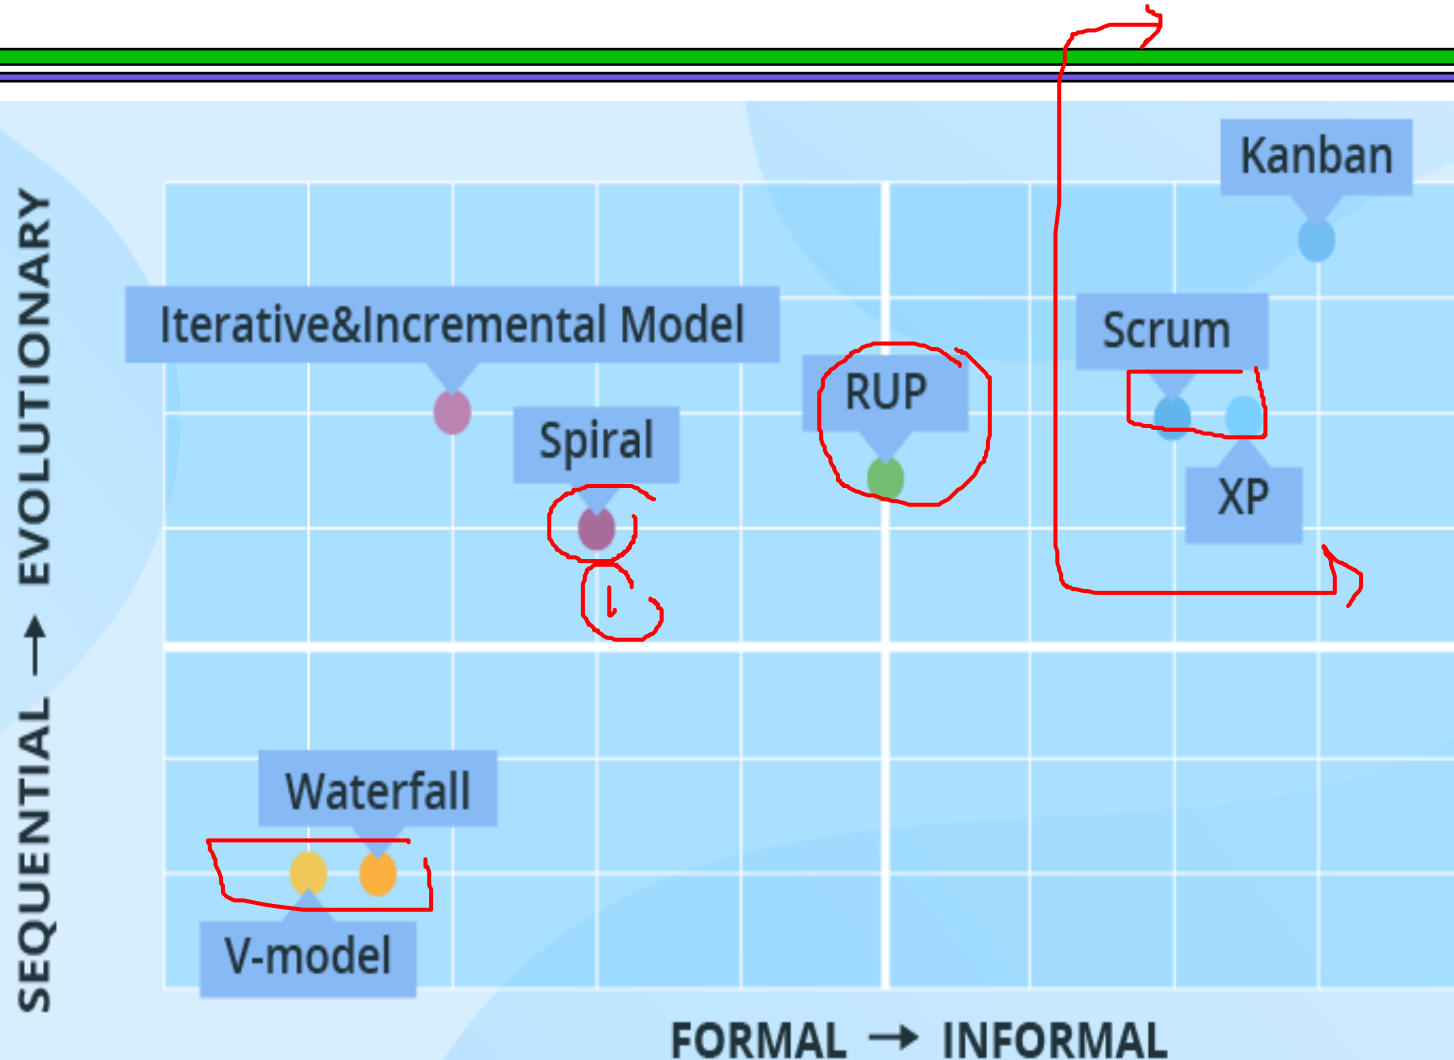 Kanban
Iterative&Incremental Model
Scrum
RUP
Spiral
XP
Waterfall
V-model
SEQUENTIAL → EVOLUTIONARY
FORMAL → INFORMAL